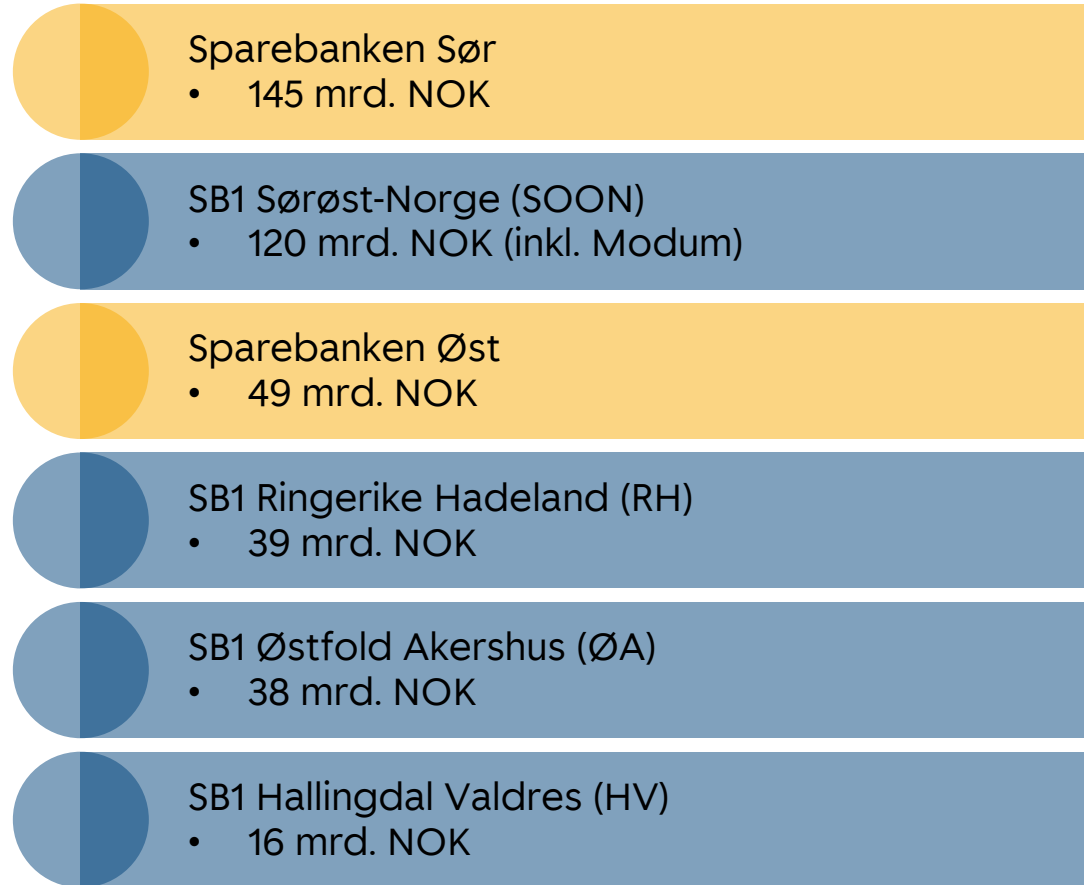 Sparebanken Sør
• 145 mrd. NOK
SB1 Sørøst-Norge (SOON)
• 120 mrd. NOK (inkl. Modum)
Sparebanken Øst
• 49 mrd. NOK
SB1 Ringerike Hadeland (RH)
• 39 mrd. NOK
SB1 Østfold Akershus (ØA)
• 38 mrd. NOK
SB1 Hallingdal Valdres (HV)
• 16 mrd. NOK